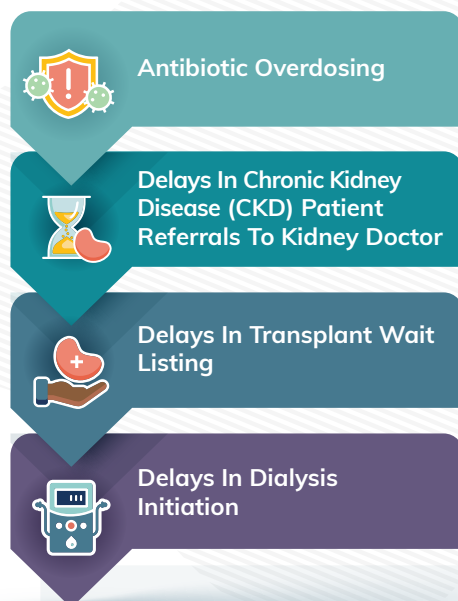 Antibiotic Overdosing
Delays In Chronic Kidney
Disease (CKD) Patient
Referrals To Kidney Doctor
Delays In Transplant Wait
Listing
Delays In Dialysis
Initiation